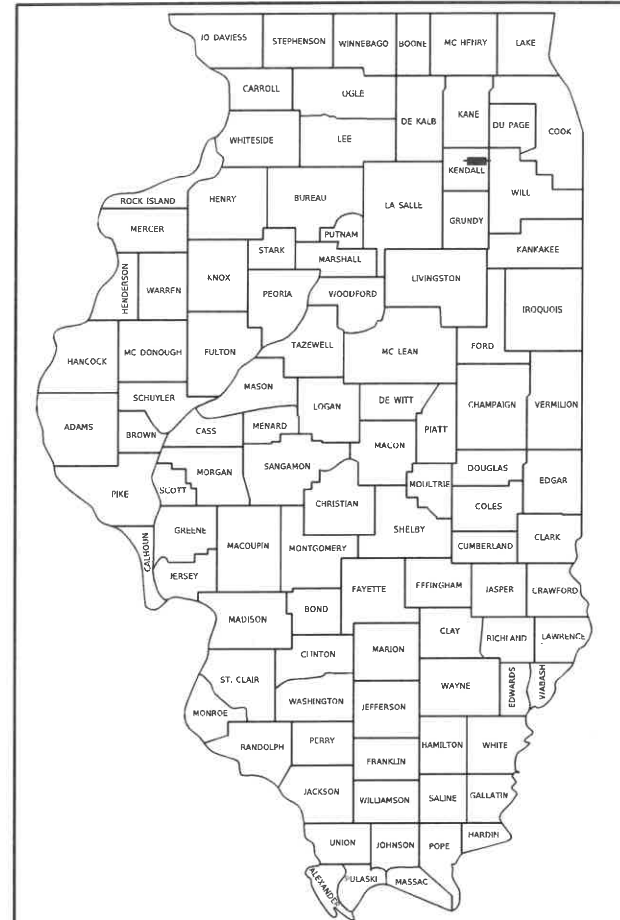 JO DAVIESS
STEPHENSON
WINNEBAGO
BOONE
MC HENRY
LAKE
CARROLL
OGLE
DE KALB
KANE
DU PAGE
COOK
WHITESIDE
LEE
KENDALL
WILL
ROCK ISLAND
HENRY
BUREAU
LA SALLE
GRUNDY
MERCER
PUTNAM
KANKAKEE
STARK
MARSHALL
HENDERSON
WARREN
KNOX
PEORIA
WOODFORD
LIVINGSTON
IROQUOIS
FORD
HANCOCK
MC DONOUGH
FULTON
TAZEWELL
MC LEAN
MASON
SCHUYLER
LOGAN
DE WITT
CHAMPAIGN
VERMILION
ADAMS
BROWN
CASS
MENARD
MACON
PIATT
PIKE
SCOTT
MORGAN
SANGAMON
MOULTRIE
DOUGLAS
EDGAR
CHRISTIAN
COLES
CALHOUN
GREENE
MACOUPIN
MONTGOMERY
SHELBY
CUMBERLAND
CLARK
JERSEY
FAYETTE
EFFINGHAM
JASPER
CRAWFORD
MADISON
BOND
CLAY
RICHLAND
LAWRENCE
CLINTON
MARION
ST. CLAIR
WAYNE
EDWARDS
WABASH
MONROE
WASHINGTON
JEFFERSON
RANDOLPH
PERRY
HAMILTON
WHITE
FRANKLIN
JACKSON
WILLIAMSON
SALINE
GALLATIN
UNION
JOHNSON
POPE
HARDIN
ALEXANDER
PULASKI
MASSAC